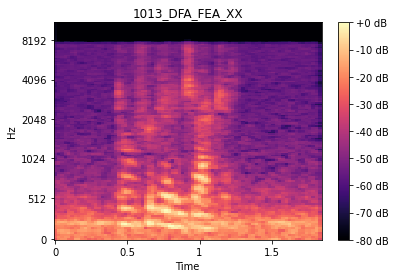 1013_DFA_FEA_XX
+0 dB
8192
-10 dB
4096
-20 dB
-30 dB
2048
Hz
-40 dB
1024
-50 dB
512
-60 dB
-70 dB
0
-80 dB
0
0.5
1
1.5
Time